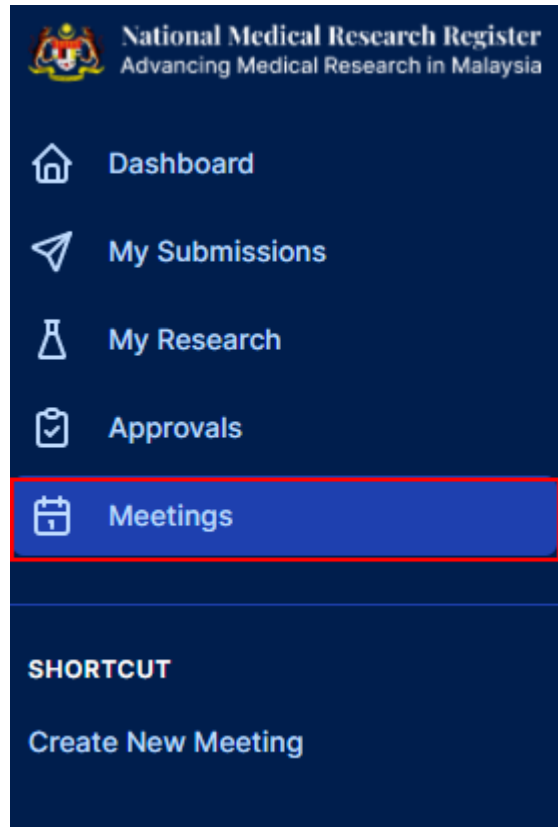 National Medical Research Register
Advancing Medical Research in Malaysia
Dashboard
My Submissions
My Research
Approvals
Meetings
SHORTCUT
Create New Meeting